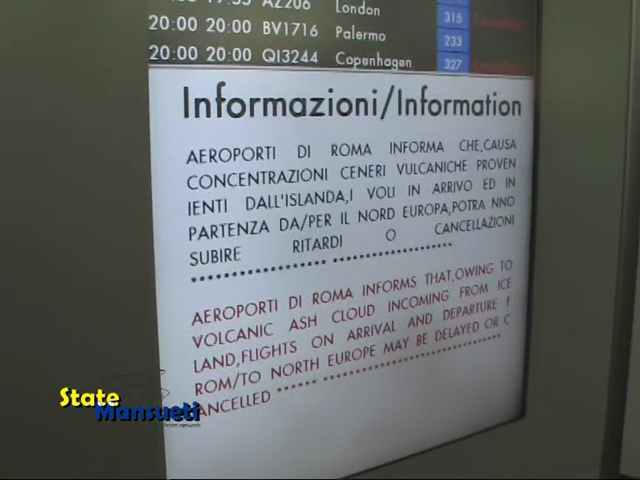 AZ206 London 315
20:00 20:00 BV1716 Palermo 233
20:00 20:00 QI3244 Copenhagen 327
Informazioni/Information
AEROPORTI DI ROMA INFORMA CHE,CAUSA
CONCENTRAZIONI CENERI VULCANICHE PROVEN
IENTI DALL'ISLANDA,I VOLI IN ARRIVO ED IN
PARTENZA DA/PER IL NORD EUROPA,POTRA NNO
SUBIRE RITARDI O CANCELLAZIONI
AEROPORTI DI ROMA INFORMS THAT,OWING TO
VOLCANIC ASH CLOUD INCOMING FROM ICE
LAND,FLIGHTS ON ARRIVAL AND DEPARTURE F
ROM/TO NORTH EUROPE MAY BE DELAYED OR C
ANCELLED
State
Mansueti